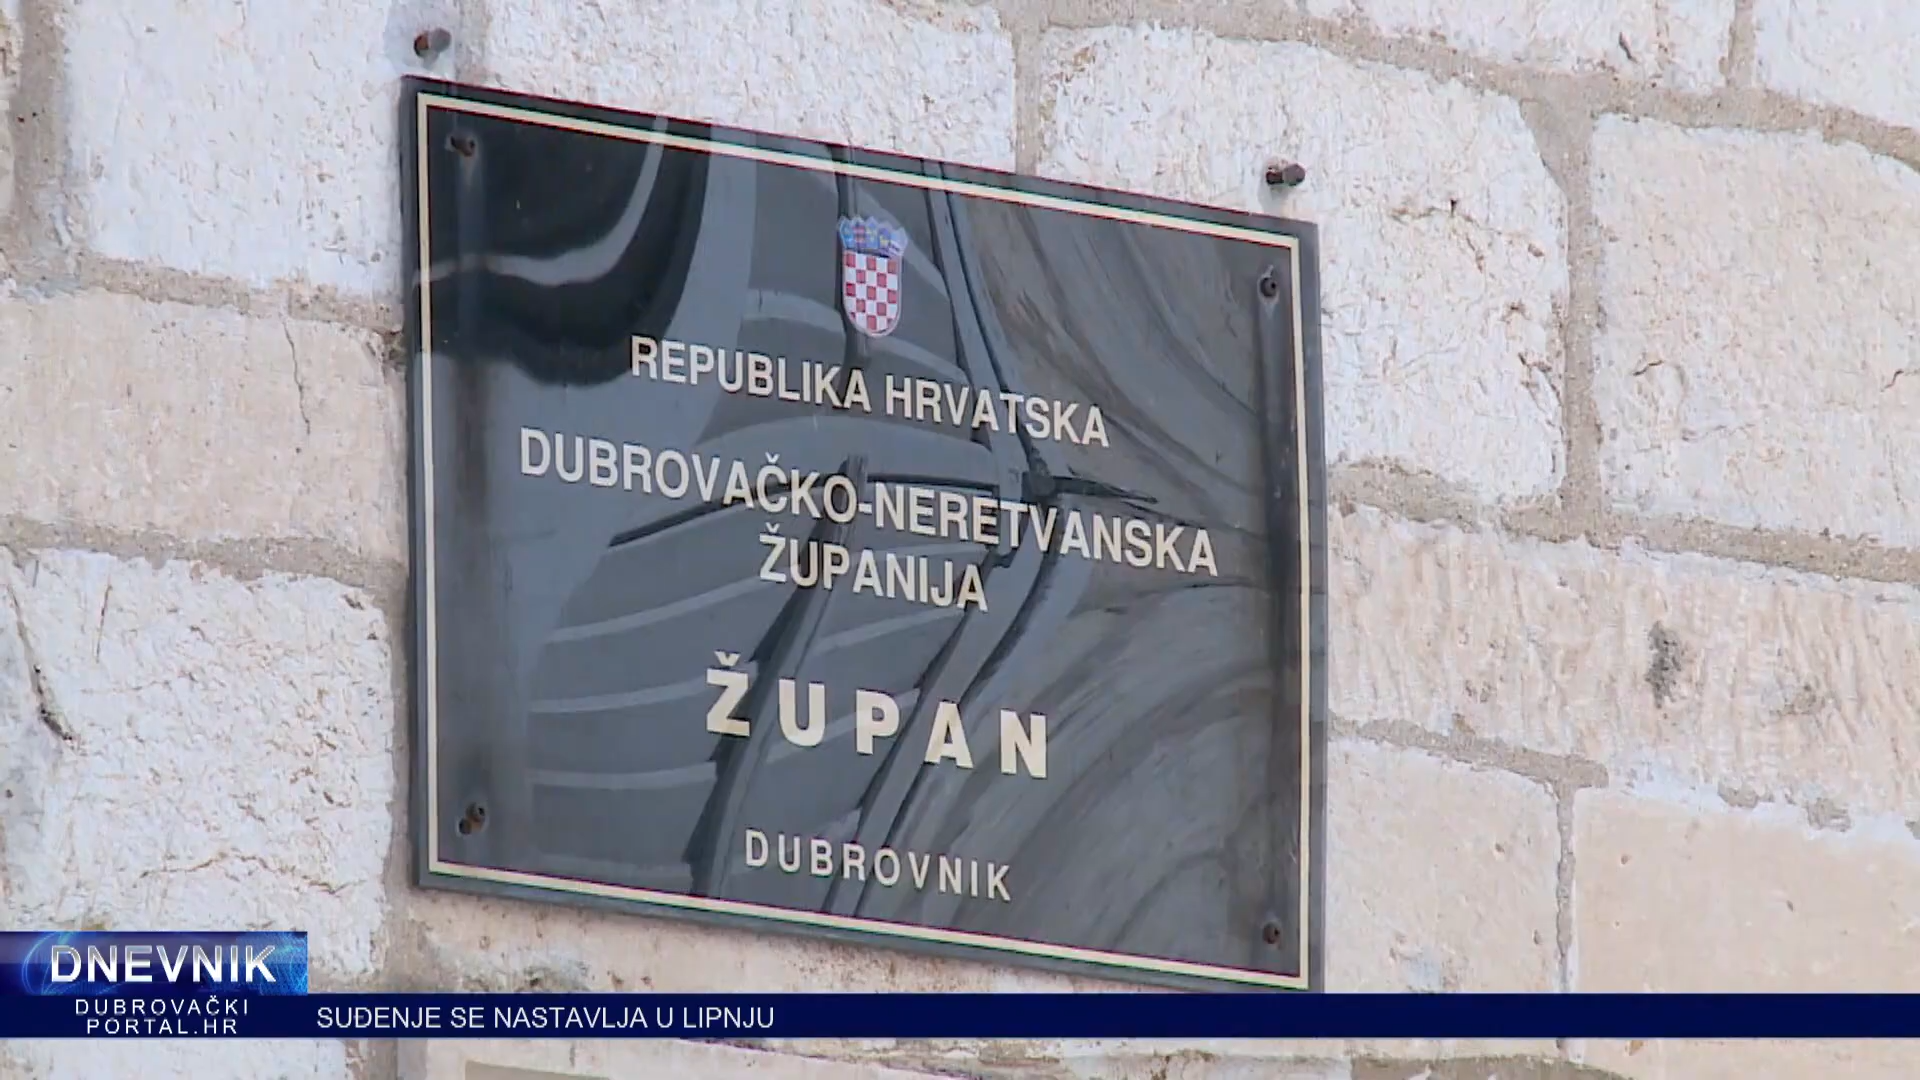 REPUBLIKA HRVATSKA
DUBROVAČKO-NERETVANSKA
ŽUPANIJA
ŽUPAN
DUBROVNIK
DNEVNIK
DUBROVAČKI
PORTAL.HR
SUĐENJE SE NASTAVLJA U LIPNJU